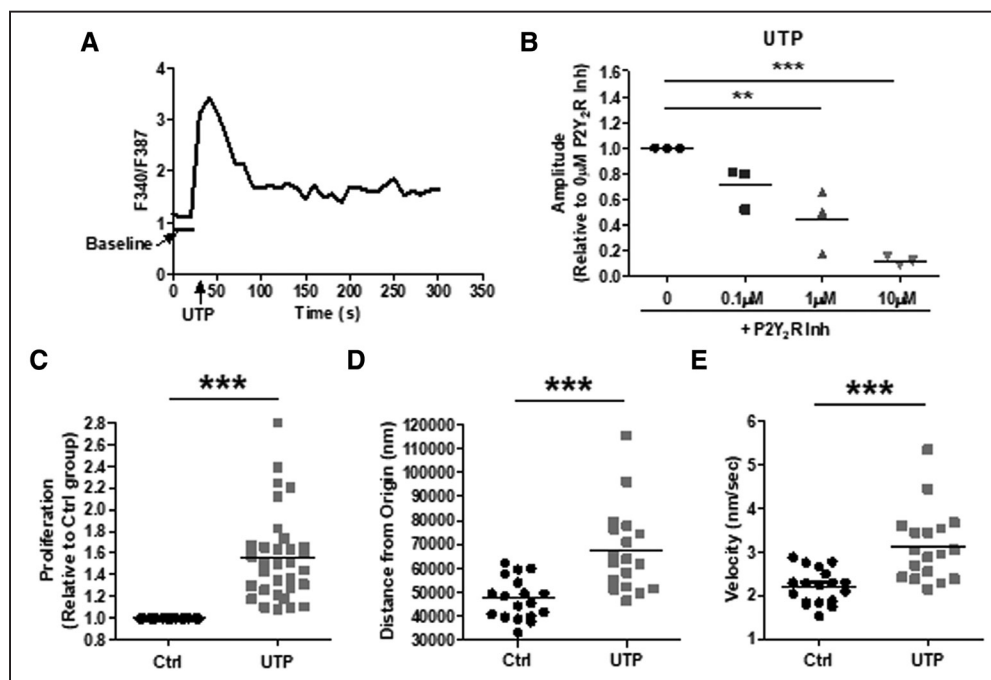 A
F340/F387
4
3
2
1
0
Baseline
0 50 100 150 200 250 300 350
UTP
Time (s)
B
UTP
***
**
Amplitude
(Relative to 0µM P2Y₂R Inh)
1.6
1.4
1.2
1.0
0.8
0.6
0.4
0.2
0.0
0 0.1µM 1µM 10µM
+ P2Y₂R Inh
C
***
Proliferation
(Relative to Ctrl group)
2.8
2.6
2.4
2.2
2.0
1.8
1.6
1.4
1.2
1.0
0.8
Ctrl UTP
D
***
Distance from Origin (nm)
120000
110000
100000
90000
80000
70000
60000
50000
40000
30000
Ctrl UTP
E
***
Velocity (nm/sec)
6
5
4
3
2
1
Ctrl UTP